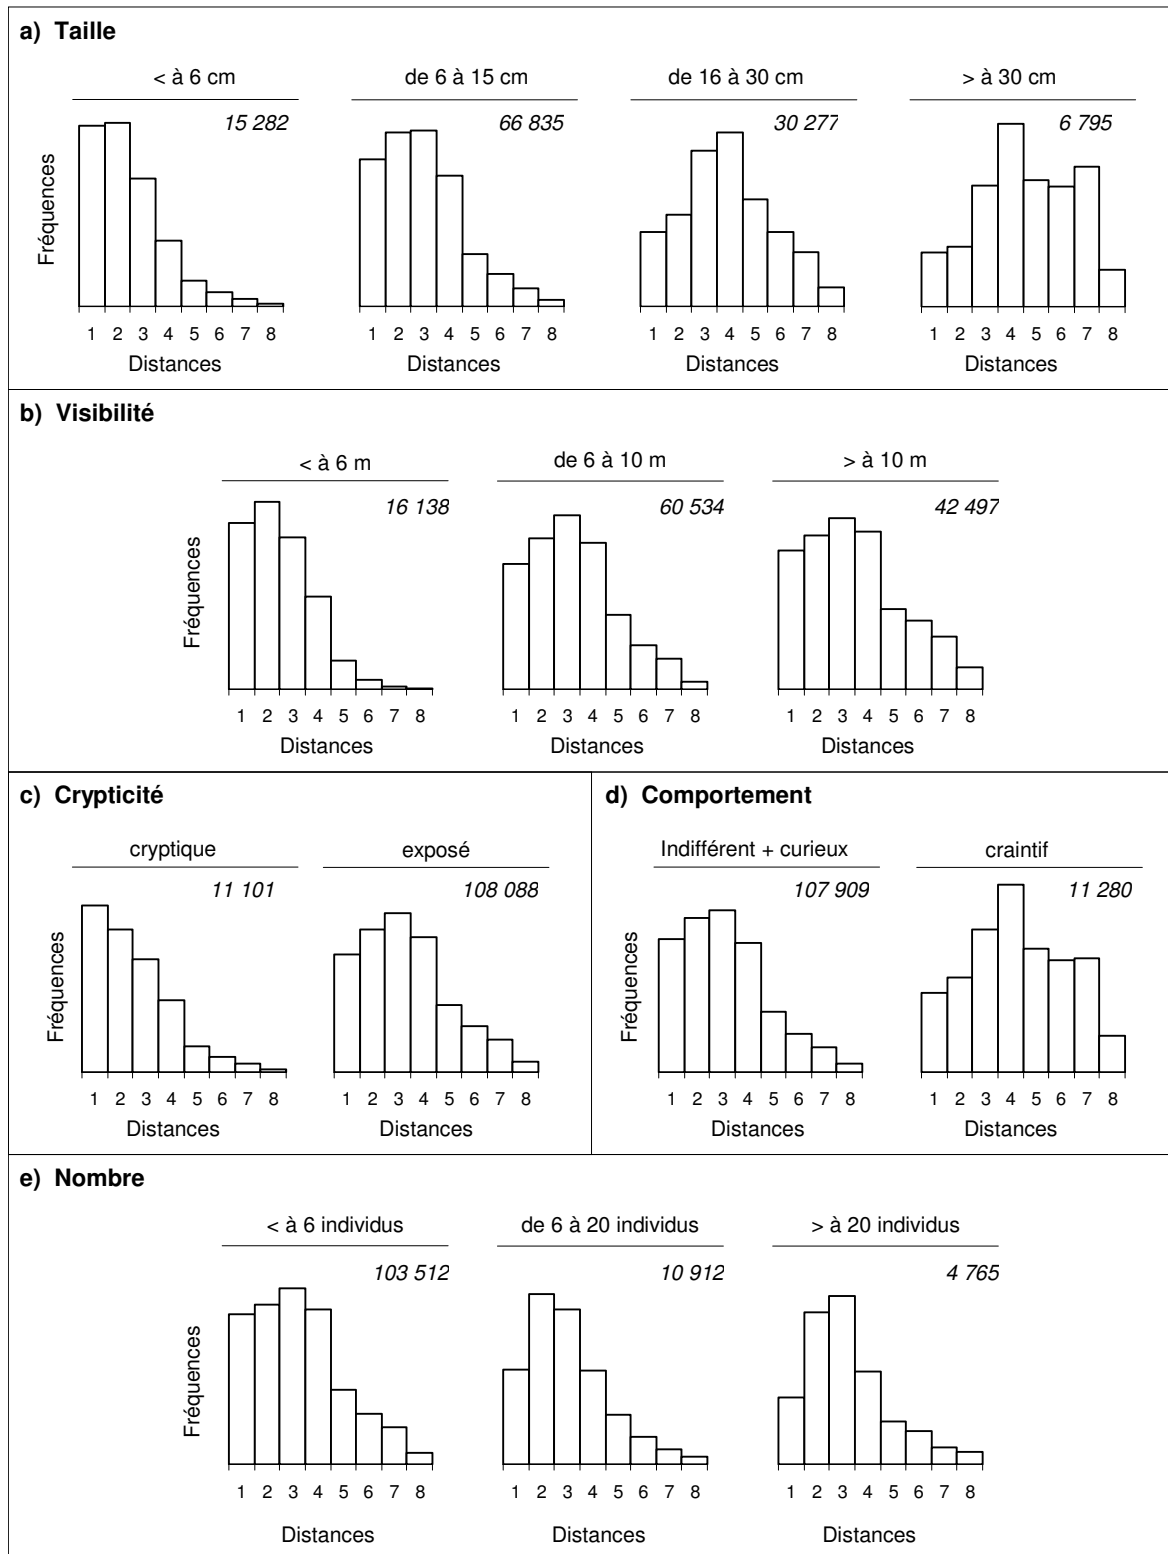 a) Taille
< à 6 cm de 6 à 15 cm de 16 à 30 cm > à 30 cm
15 282 66 835 30 277 6 795
Fréquences
1 2 3 4 5 6 7 8 1 2 3 4 5 6 7 8 1 2 3 4 5 6 7 8 1 2 3 4 5 6 7 8
Distances Distances Distances Distances
b) Visibilité
< à 6 m de 6 à 10 m > à 10 m
16 138 60 534 42 497
Fréquences
1 2 3 4 5 6 7 8 1 2 3 4 5 6 7 8 1 2 3 4 5 6 7 8
Distances Distances Distances
c) Crypticité
cryptique exposé
11 101 108 088
Fréquences
1 2 3 4 5 6 7 8 1 2 3 4 5 6 7 8
Distances Distances
d) Comportement
Indifférent + curieux craintif
107 909 11 280
Fréquences
1 2 3 4 5 6 7 8 1 2 3 4 5 6 7 8
Distances Distances
e) Nombre
< à 6 individus de 6 à 20 individus > à 20 individus
103 512 10 912 4 765
Fréquences
1 2 3 4 5 6 7 8 1 2 3 4 5 6 7 8 1 2 3 4 5 6 7 8
Distances Distances Distances